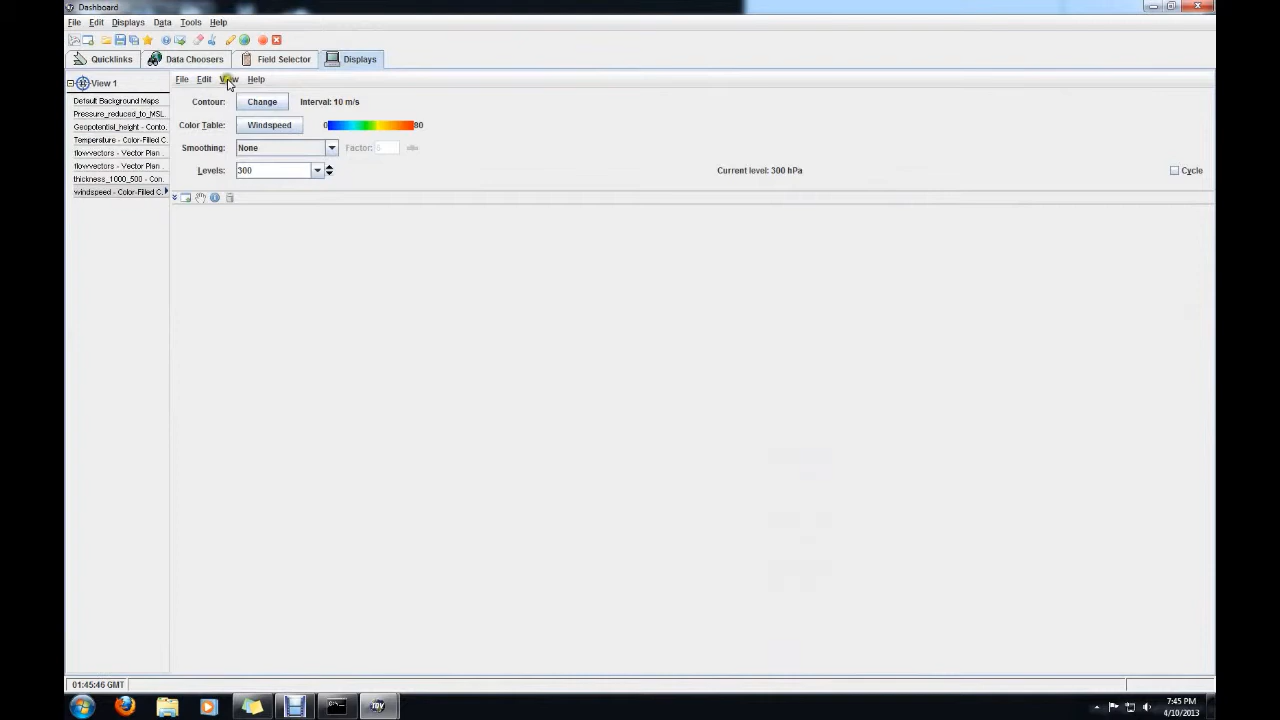 Dashboard
File Edit Displays Data Tools Help
Quicklinks Data Choosers Field Selector Displays
View 1
File Edit View Help
Default Background Maps
Pressure_reduced_to_MSL
Geopotential_height - Conto.
Temperature - Color-Filled C.
flowvectors - Vector Plan
flowvectors - Vector Plan
thickness_1000_500 - Con.
windspeed - Color-Filled C.
Contour: Change Interval: 10 m/s
Color Table: Windspeed 0 80
Smoothing: None Factor:
Levels: 300 Current level: 300 hPa Cycle
01:45:46 GMT
IDV
7:45 PM
4/10/2013